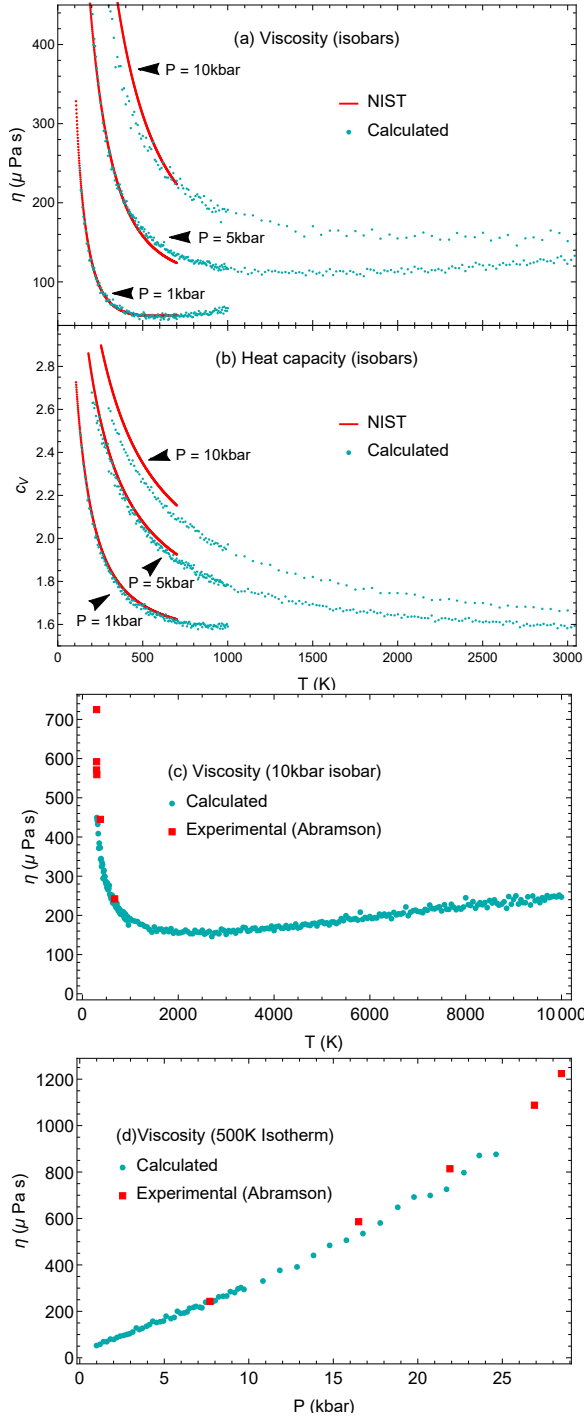 (a) Viscosity (isobars)
400
P = 10kbar
NIST
300
Calculated
η (μ Pa s)
200
P = 5kbar
100
P = 1kbar
(b) Heat capacity (isobars)
2.8
NIST
2.6
Calculated
2.4
P = 10kbar
c_V
2.2
2.0
P = 5kbar
1.8
P = 1kbar
1.6
0 500 1000 1500 2000 2500 3000
T (K)
700
(c) Viscosity (10kbar isobar)
600
Calculated
500
Experimental (Abramson)
η (μ Pa s)
400
300
200
100
0
0 2000 4000 6000 8000 10000
T (K)
1200
(d)Viscosity (500K Isotherm)
1000
Calculated
800
Experimental (Abramson)
η (μ Pa s)
600
400
200
0
0 5 10 15 20 25
P (kbar)